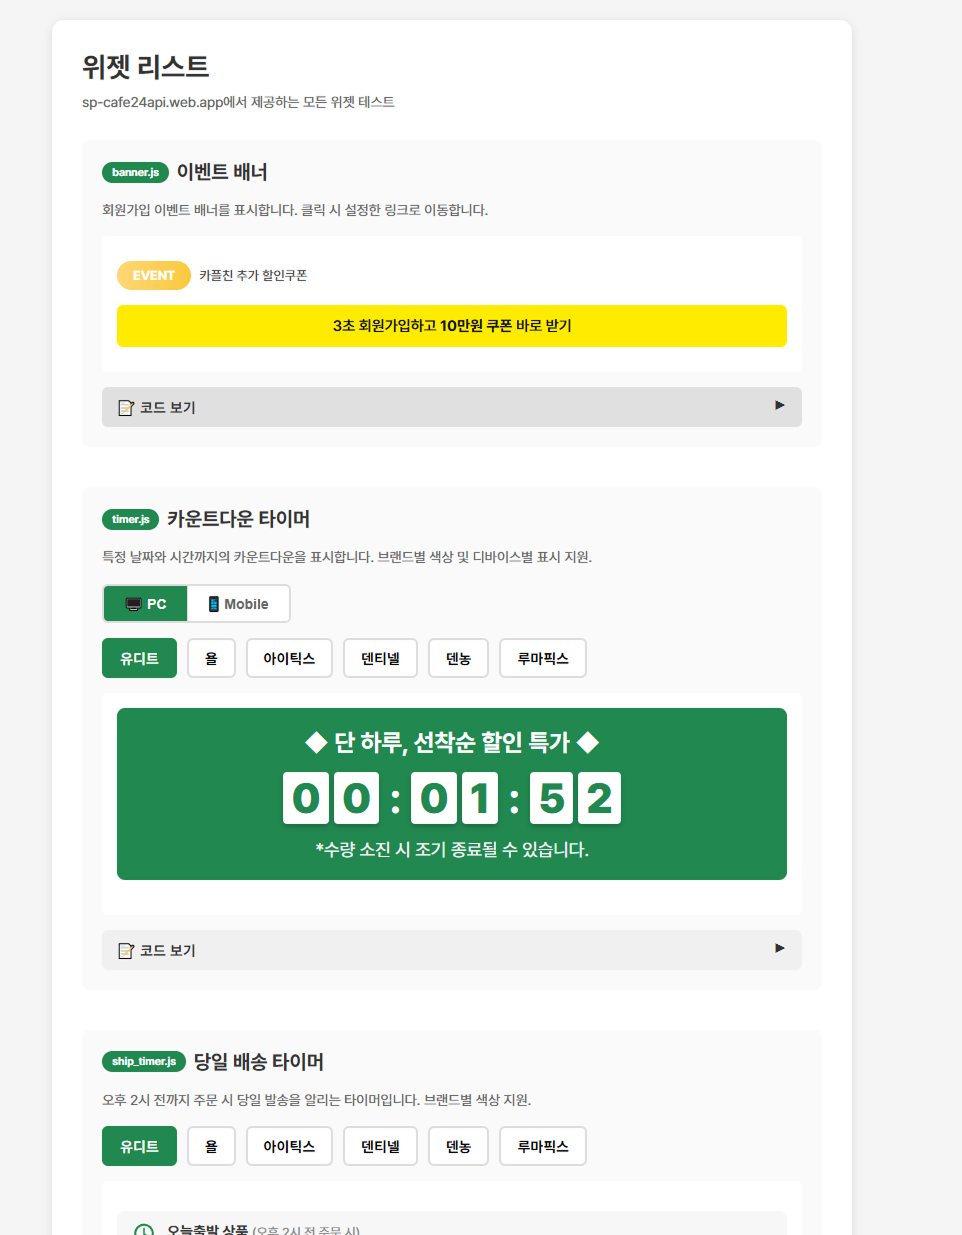 위젯 리스트
sp-cafe24api.web.app에서 제공하는 모든 위젯 테스트
banner.js 이벤트 배너
회원가입 이벤트 배너를 표시합니다. 클릭 시 설정한 링크로 이동합니다.
EVENT 카플친 추가 할인쿠폰
3초 회원가입하고 10만원 쿠폰 바로 받기
📝 코드 보기 ▶
timer.js 카운트다운 타이머
특정 날짜와 시간까지의 카운트다운을 표시합니다. 브랜드별 색상 및 디바이스별 표시 지원.
🖥️ PC 📱 Mobile
유디트 욜 아이틱스 덴티넬 덴농 루마픽스
◆ 단 하루, 선착순 할인 특가 ◆
00:01:52
*수량 소진 시 조기 종료될 수 있습니다.
📝 코드 보기 ▶
ship_timer.js 당일 배송 타이머
오후 2시 전까지 주문 시 당일 발송을 알리는 타이머입니다. 브랜드별 색상 지원.
유디트 욜 아이틱스 덴티넬 덴농 루마픽스
오늘출발 상품 (오후 2시 전 주문 시)